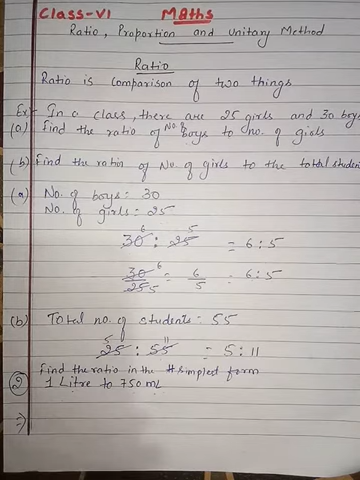 Class-VI Maths
Ratio, Proportion and Unitary Method
Ratio
Ratio is comparison of two things
Ex:- In a class, there are 25 girls and 30 boys
(a) Find the ratio of No. of boys to no. of girls
(b) Find the ratio of No. of girls to the total studen
(a) No. of boys: 30
No. of girls: 25
6 5
30 : 25 = 6 : 5
30 6 / 25 5 = 6/5 = 6 : 5
(b) Total no. of students = 55
5 11
25 : 55 = 5 : 11
Find the ratio in the simplest form
② 1 Litre to 750 mL
⇒